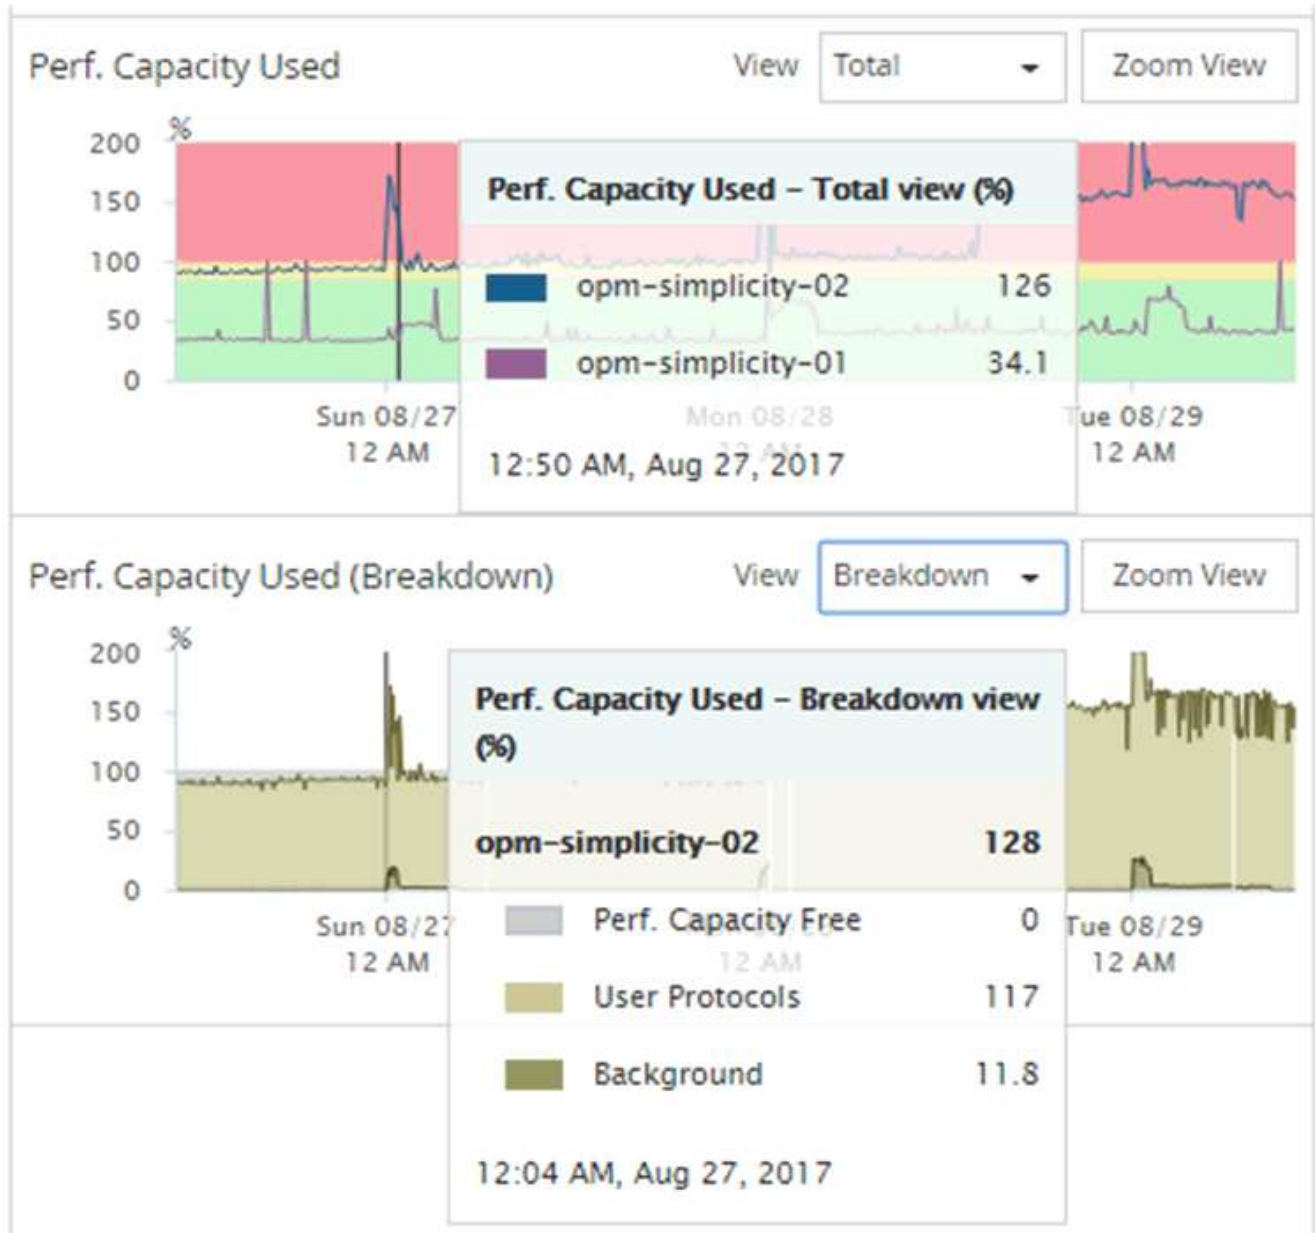 Perf. Capacity Used View Total Zoom View
%
200
150
100
50
0
Perf. Capacity Used – Total view (%)
opm-simplicity-02 126
opm-simplicity-01 34.1
12:50 AM, Aug 27, 2017
Sun 08/27 Mon 08/28 Tue 08/29
12 AM 12 AM 12 AM
Perf. Capacity Used (Breakdown) View Breakdown Zoom View
%
200
150
100
50
0
Perf. Capacity Used – Breakdown view
(%)
opm-simplicity-02 128
Perf. Capacity Free 0
User Protocols 117
Background 11.8
12:04 AM, Aug 27, 2017
Sun 08/27 Tue 08/29
12 AM 12 AM 12 AM